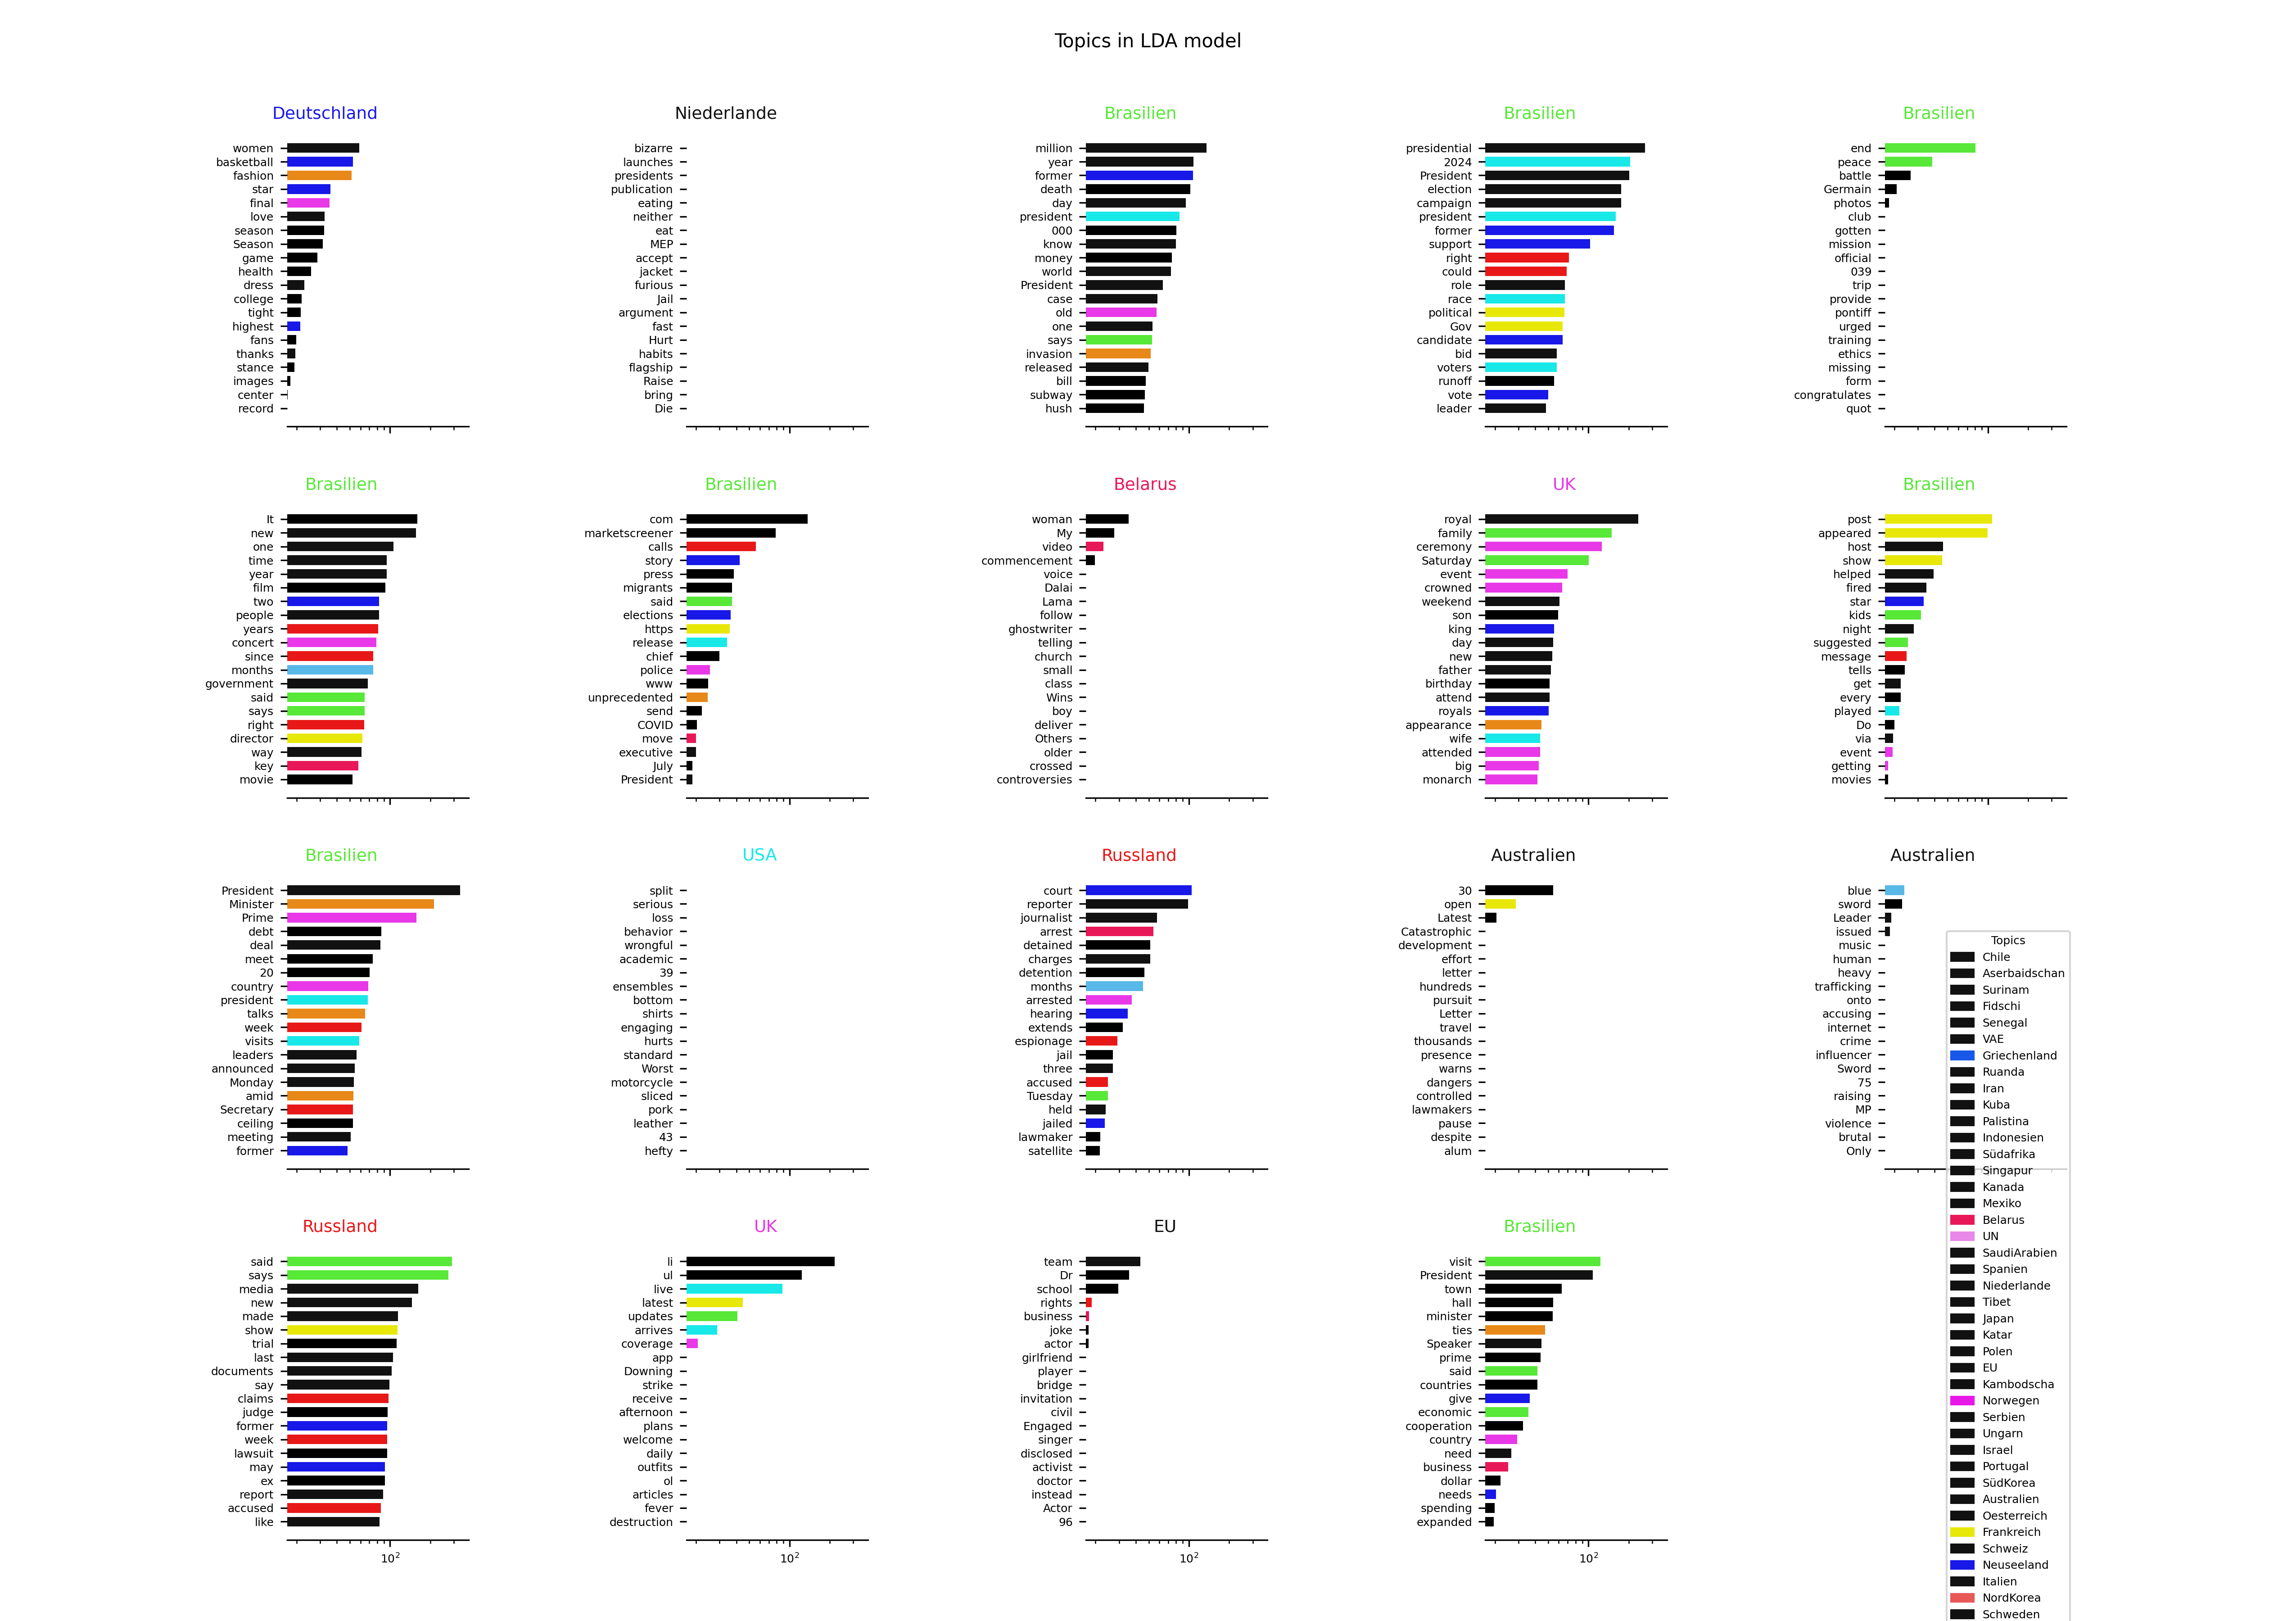 Topics in LDA model
Deutschland
women
basketball
fashion
star
final
love
season
Season
game
health
dress
college
tight
highest
fans
thanks
stance
images
center
record
Niederlande
bizarre
launches
presidents
publication
eating
neither
eat
MEP
accept
jacket
furious
Jail
argument
fast
Hurt
habits
flagship
Raise
bring
Die
Brasilien
million
year
former
death
day
president
000
know
money
world
President
case
old
one
says
invasion
released
bill
subway
hush
Brasilien
presidential
2024
President
election
campaign
president
former
support
right
could
role
race
political
Gov
candidate
bid
voters
runoff
vote
leader
Brasilien
end
peace
battle
Germain
photos
club
gotten
mission
official
039
trip
provide
pontiff
urged
training
ethics
missing
form
congratulates
quot
Brasilien
It
new
one
time
year
film
two
people
years
concert
since
months
government
said
says
right
director
way
key
movie
Brasilien
com
marketscreener
calls
story
press
migrants
said
elections
https
release
chief
police
www
unprecedented
send
COVID
move
executive
July
President
Belarus
woman
My
video
commencement
voice
Dalai
Lama
follow
ghostwriter
telling
church
small
class
Wins
boy
deliver
Others
older
crossed
controversies
UK
royal
family
ceremony
Saturday
event
crowned
weekend
son
king
day
new
father
birthday
attend
royals
appearance
wife
attended
big
monarch
Brasilien
post
appeared
host
show
helped
fired
star
kids
night
suggested
message
tells
get
every
played
Do
via
event
getting
movies
Brasilien
President
Minister
Prime
debt
deal
meet
20
country
president
talks
week
visits
leaders
announced
Monday
amid
Secretary
ceiling
meeting
former
USA
split
serious
loss
behavior
wrongful
academic
39
ensembles
bottom
shirts
engaging
hurts
standard
Worst
motorcycle
sliced
pork
leather
43
hefty
Russland
court
reporter
journalist
arrest
detained
charges
detention
months
arrested
hearing
extends
espionage
jail
three
accused
Tuesday
held
jailed
lawmaker
satellite
Australien
30
open
Latest
Catastrophic
development
effort
letter
hundreds
pursuit
Letter
travel
thousands
presence
warns
dangers
controlled
lawmakers
pause
despite
alum
Australien
blue
sword
Leader
issued
music
human
heavy
trafficking
onto
accusing
internet
crime
influencer
Sword
75
raising
MP
violence
brutal
Only
Russland
said
says
media
new
made
show
trial
last
documents
say
claims
judge
former
week
lawsuit
may
ex
report
accused
like
10²
UK
li
ul
live
latest
updates
arrives
coverage
app
Downing
strike
receive
afternoon
plans
welcome
daily
outfits
ol
articles
fever
destruction
10²
EU
team
Dr
school
rights
business
joke
actor
girlfriend
player
bridge
invitation
civil
Engaged
singer
disclosed
activist
doctor
instead
Actor
96
10²
Brasilien
visit
President
town
hall
minister
ties
Speaker
prime
said
countries
give
economic
cooperation
country
need
business
dollar
needs
spending
expanded
10²
Topics
Chile
Aserbaidschan
Surinam
Fidschi
Senegal
VAE
Griechenland
Ruanda
Iran
Kuba
Palistina
Indonesien
Südafrika
Singapur
Kanada
Mexiko
Belarus
UN
SaudiArabien
Spanien
Niederlande
Tibet
Japan
Katar
Polen
EU
Kambodscha
Norwegen
Serbien
Ungarn
Israel
Portugal
SüdKorea
Australien
Oesterreich
Frankreich
Schweiz
Neuseeland
Italien
NordKorea
Schweden